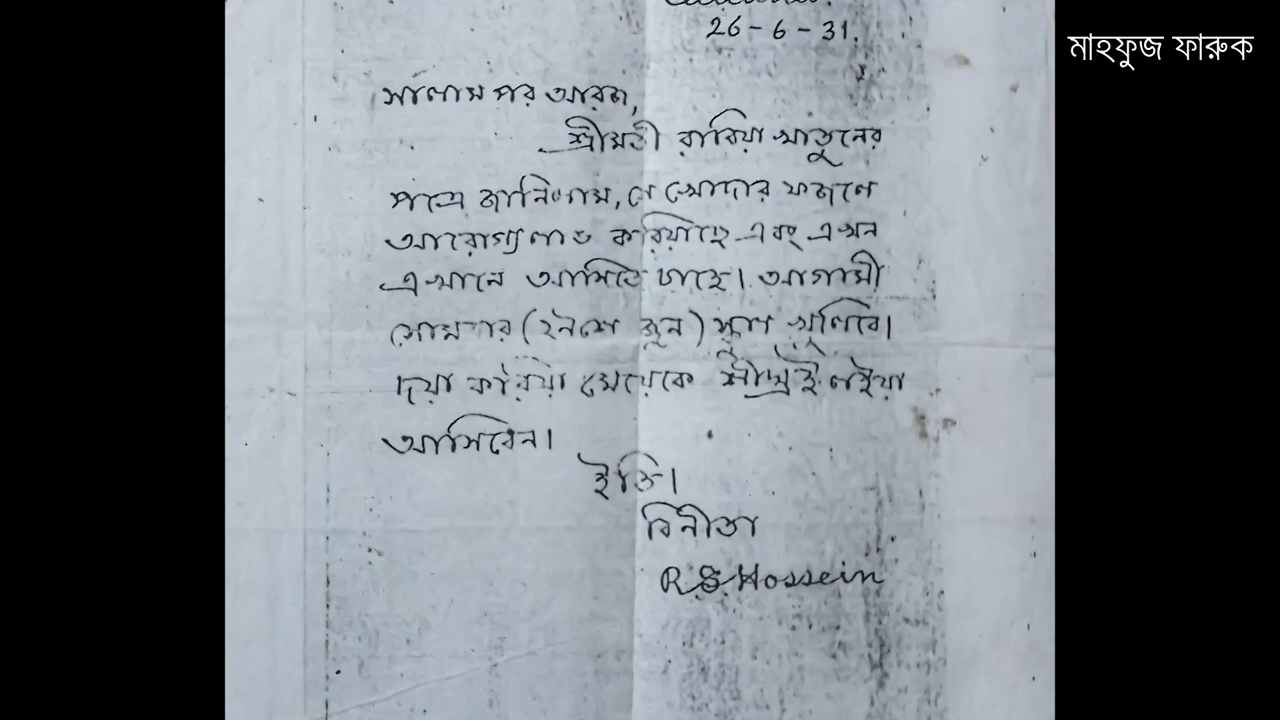 26-6-31.
মাহফুজ ফারুক
সালাম পর আরজ,
শ্রীমতী রাবিয়া খাতুনের
পত্রে জানিলাম, সে খোদার ফজলে
আরোগ্যলাভ করিয়াছে এবং এখন
এখানে আসিতে চাহে। আগামী
সোমবার (২৯শে জুন) স্কুল খুলিবে।
দয়া করিয়া মেয়েকে শীঘ্রই লইয়া
আসিবেন।
ইতি।
বিনীতা
R.S. Hossein